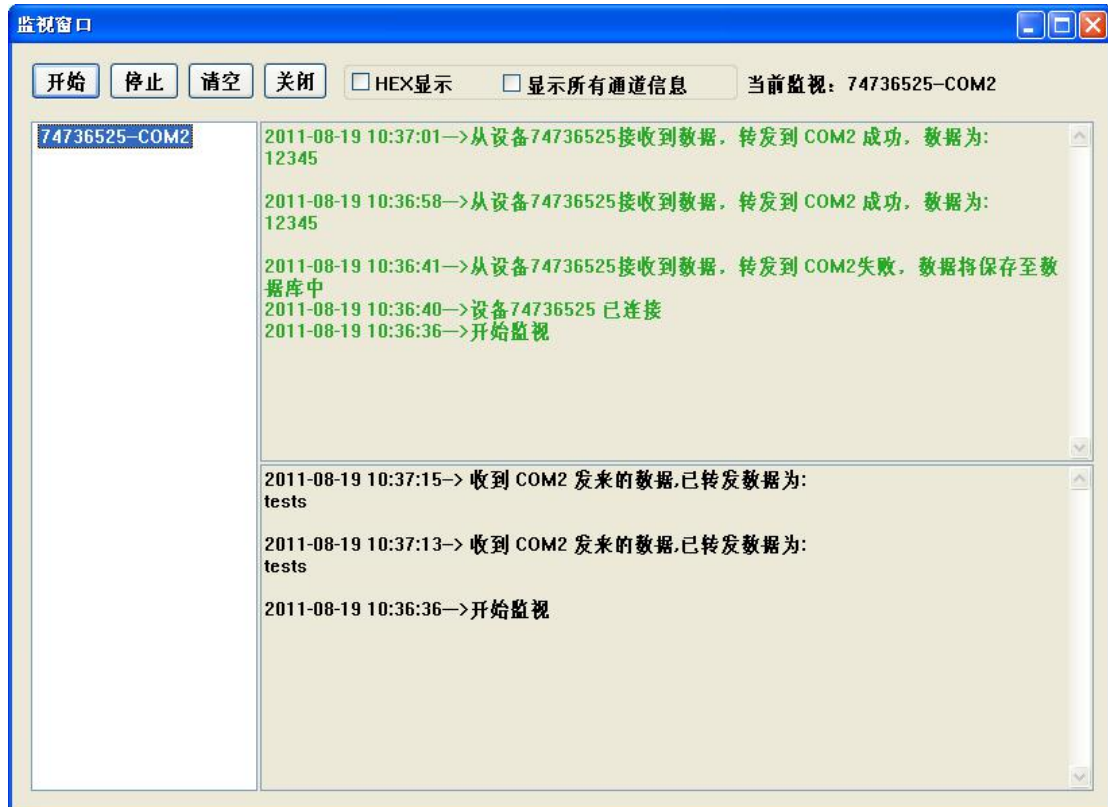 监视窗口
开始 停止 请空 关闭 HEX显示 显示所有通道信息 当前监视：74736525-COM2
74736525-COM2
2011-08-19 10:37:01-->从设备74736525接收到数据，转发到 COM2 成功，数据为:
12345
2011-08-19 10:36:58-->从设备74736525接收到数据，转发到 COM2 成功，数据为:
12345
2011-08-19 10:36:41-->从设备74736525接收到数据，转发到 COM2失败，数据将保存至数
据库中
2011-08-19 10:36:40-->设备74736525 已连接
2011-08-19 10:36:36-->开始监视
2011-08-19 10:37:15--> 收到 COM2 发来的数据,已转发数据为:
tests
2011-08-19 10:37:13--> 收到 COM2 发来的数据,已转发数据为:
tests
2011-08-19 10:36:36-->开始监视